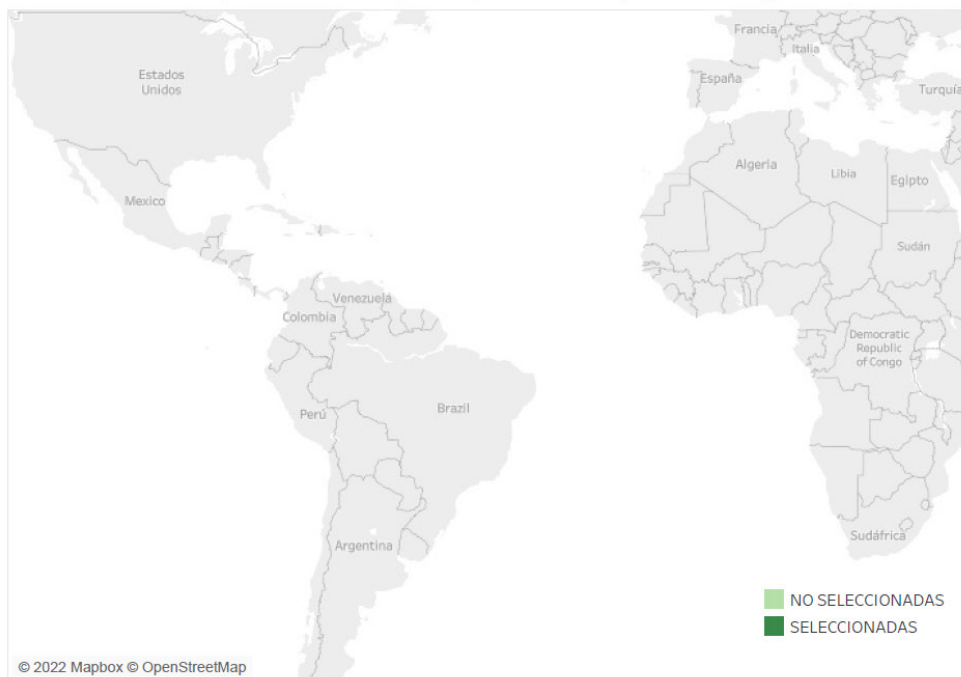 Francia
Italia
Estados
Unidos
España
Turquía
Algeria
Libia
Egipto
Mexico
Sudán
Venezuela
Colombia
Democratic
Republic
of Congo
Perú
Brazil
Sudáfrica
Argentina
NO SELECCIONADAS
SELECCIONADAS
© 2022 Mapbox © OpenStreetMap